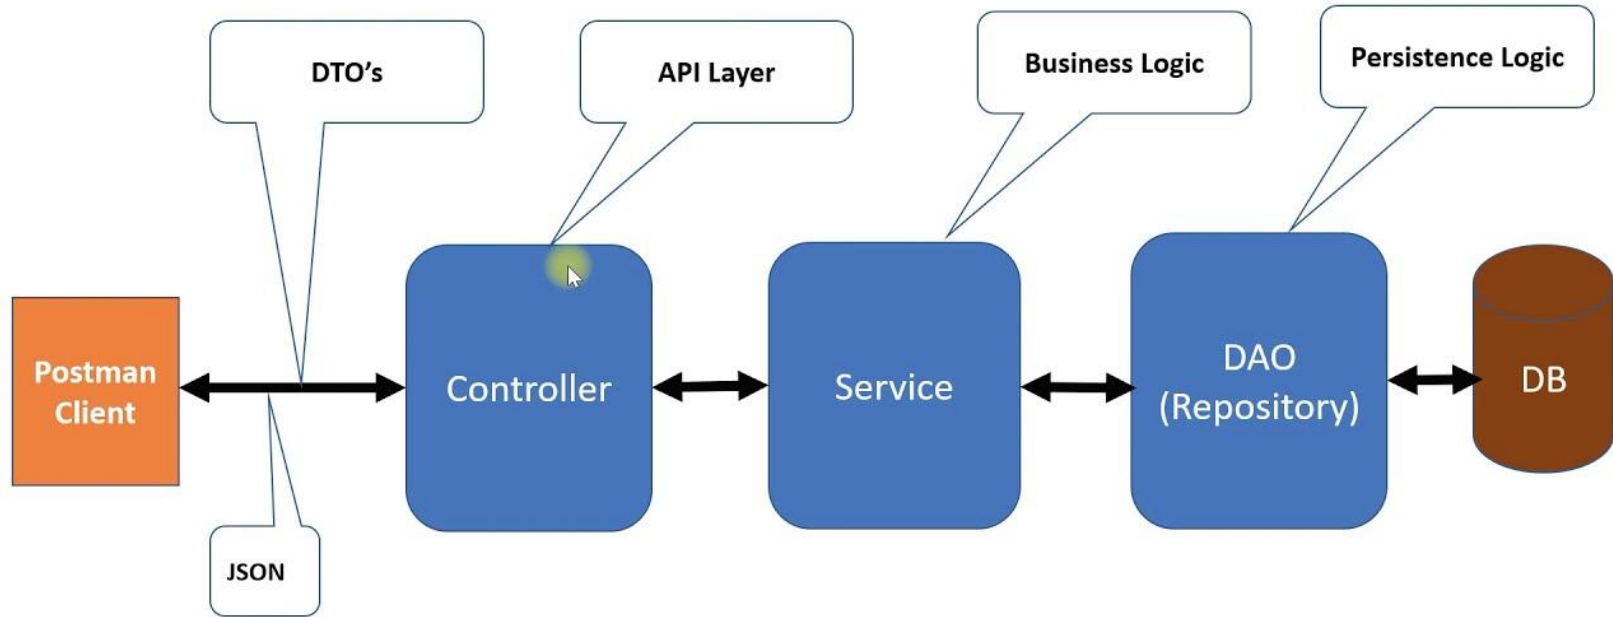 DTO’s
API Layer
Business Logic
Persistence Logic
Postman
Client
Controller
Service
DAO
(Repository)
DB
JSON